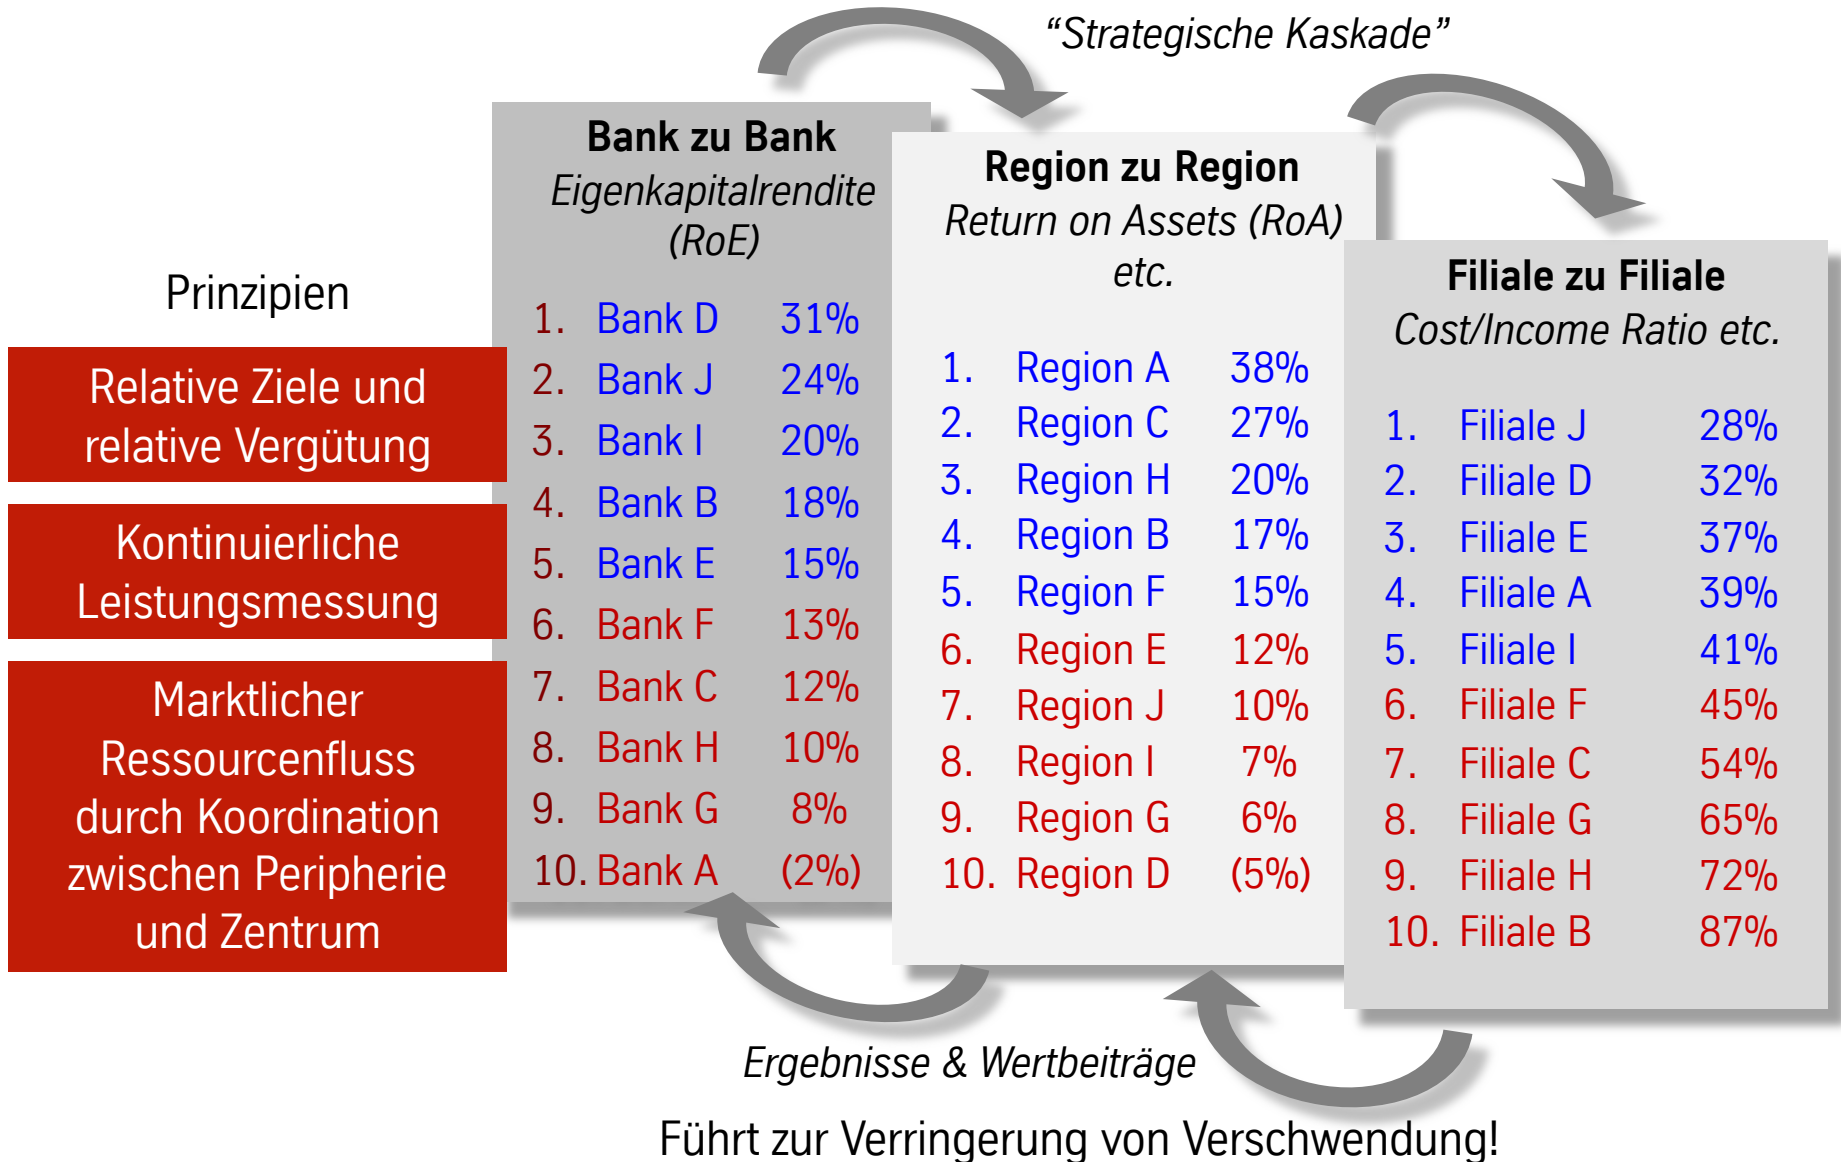 “Strategische Kaskade”
Prinzipien
Relative Ziele und
relative Vergütung
Kontinuierliche
Leistungsmessung
Marktlicher
Ressourcenfluss
durch Koordination
zwischen Peripherie
und Zentrum
Bank zu Bank
Eigenkapitalrendite
(RoE)
1. Bank D 31%
2. Bank J 24%
3. Bank I 20%
4. Bank B 18%
5. Bank E 15%
6. Bank F 13%
7. Bank C 12%
8. Bank H 10%
9. Bank G 8%
10. Bank A (2%)
Region zu Region
Return on Assets (RoA)
etc.
1. Region A 38%
2. Region C 27%
3. Region H 20%
4. Region B 17%
5. Region F 15%
6. Region E 12%
7. Region J 10%
8. Region I 7%
9. Region G 6%
10. Region D (5%)
Filiale zu Filiale
Cost/Income Ratio etc.
1. Filiale J 28%
2. Filiale D 32%
3. Filiale E 37%
4. Filiale A 39%
5. Filiale I 41%
6. Filiale F 45%
7. Filiale C 54%
8. Filiale G 65%
9. Filiale H 72%
10. Filiale B 87%
Ergebnisse & Wertbeiträge
Führt zur Verringerung von Verschwendung!